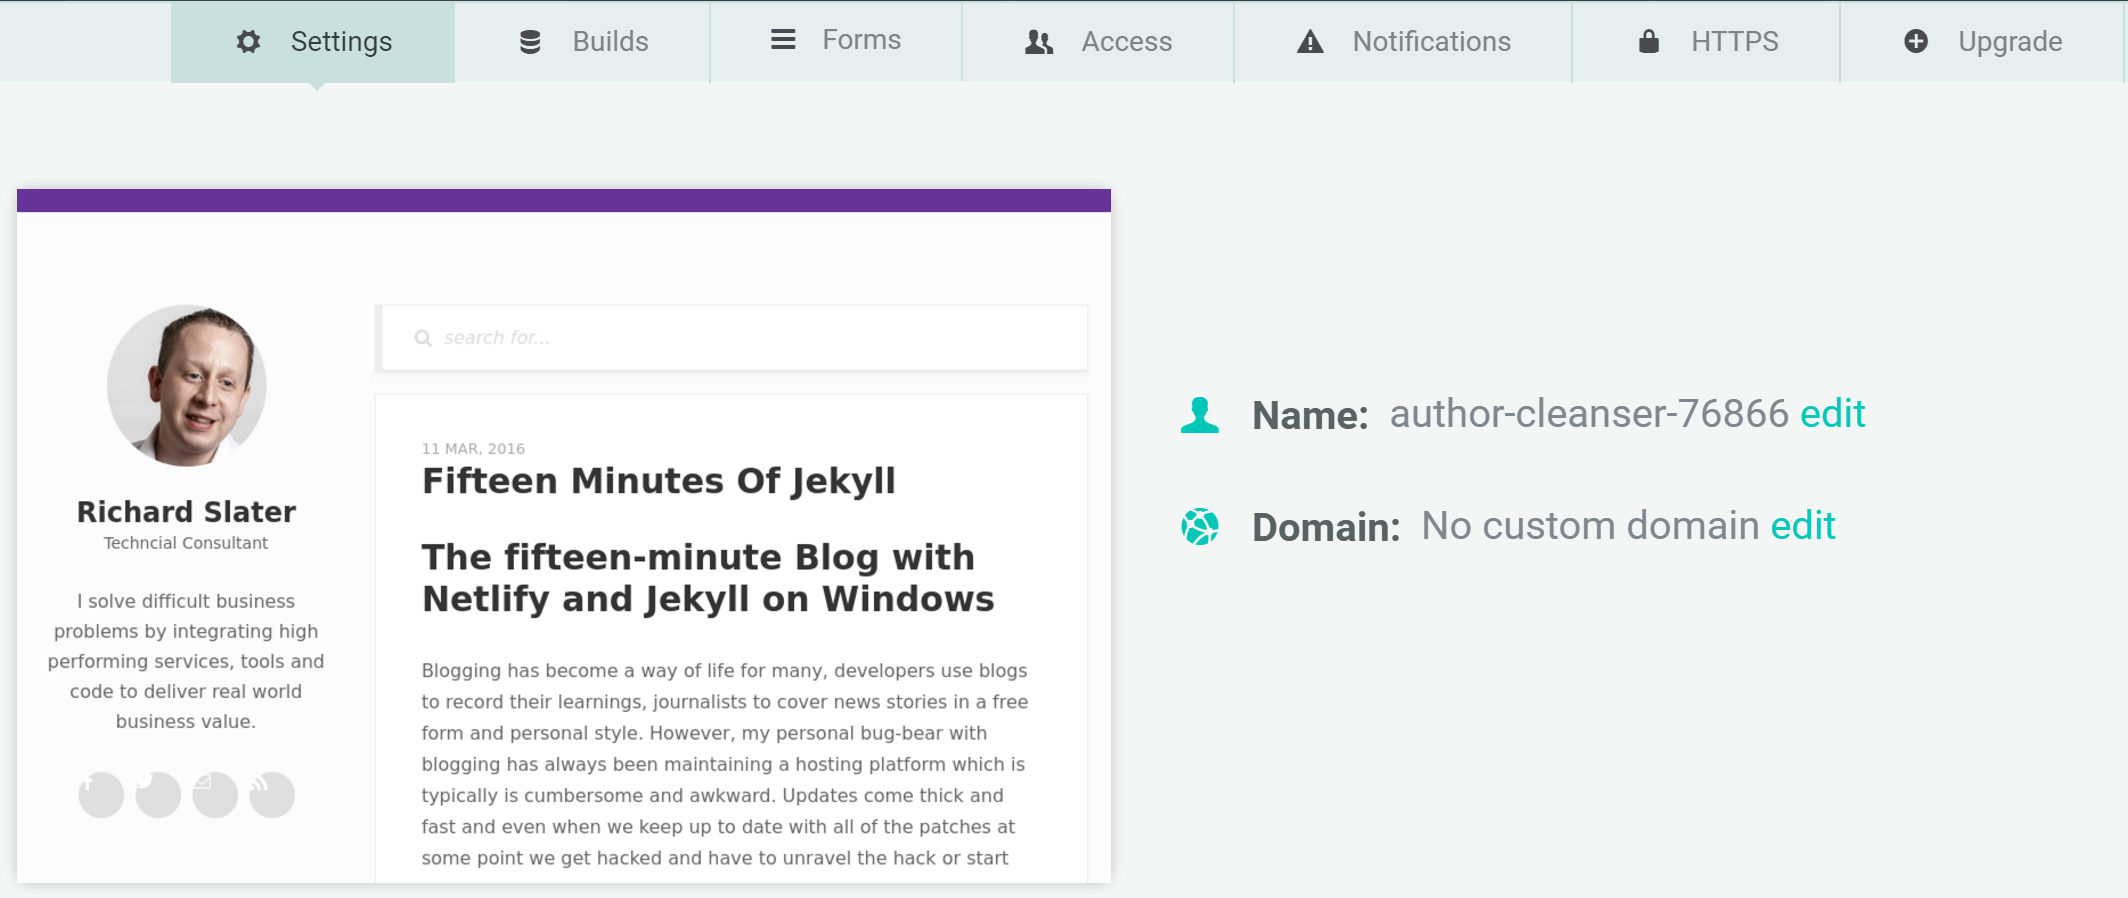 Settings Builds Forms Access Notifications HTTPS Upgrade
search for...
Richard Slater
Techncial Consultant
I solve difficult business
problems by integrating high
performing services, tools and
code to deliver real world
business value.
11 MAR, 2016
Fifteen Minutes Of Jekyll
The fifteen-minute Blog with
Netlify and Jekyll on Windows
Blogging has become a way of life for many, developers use blogs
to record their learnings, journalists to cover news stories in a free
form and personal style. However, my personal bug-bear with
blogging has always been maintaining a hosting platform which is
typically is cumbersome and awkward. Updates come thick and
fast and even when we keep up to date with all of the patches at
some point we get hacked and have to unravel the hack or start
Name: author-cleanser-76866 edit
Domain: No custom domain edit